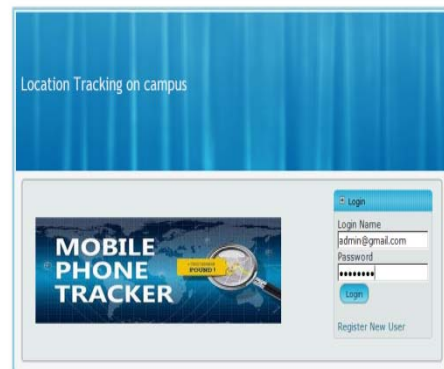 Location Tracking on campus
MOBILE
PHONE
TRACKER
FOUND !
Login
Login Name
admin@gmail.com
Password
••••••••
Login
Register New User